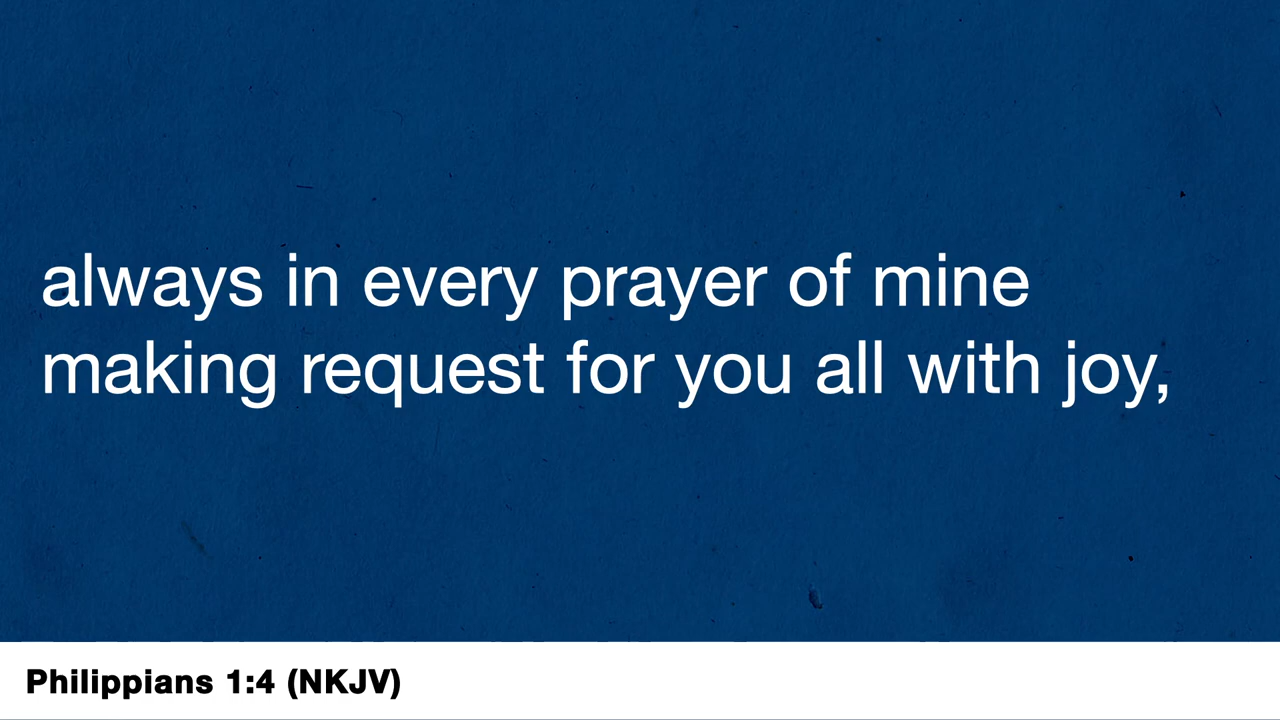 always in every prayer of mine
making request for you all with joy,
Philippians 1:4 (NKJV)